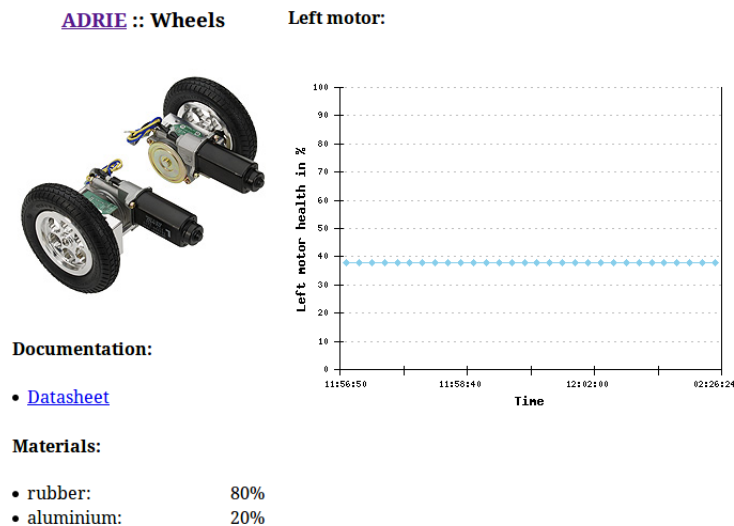 ADRIE :: Wheels
Left motor:
100
90
80
70
60
50
40
30
20
10
0
Left motor health in %
11:56:50 11:58:40 12:02:00 02:26:24
Time
Documentation:
• Datasheet
Materials:
• rubber: 80%
• aluminium: 20%